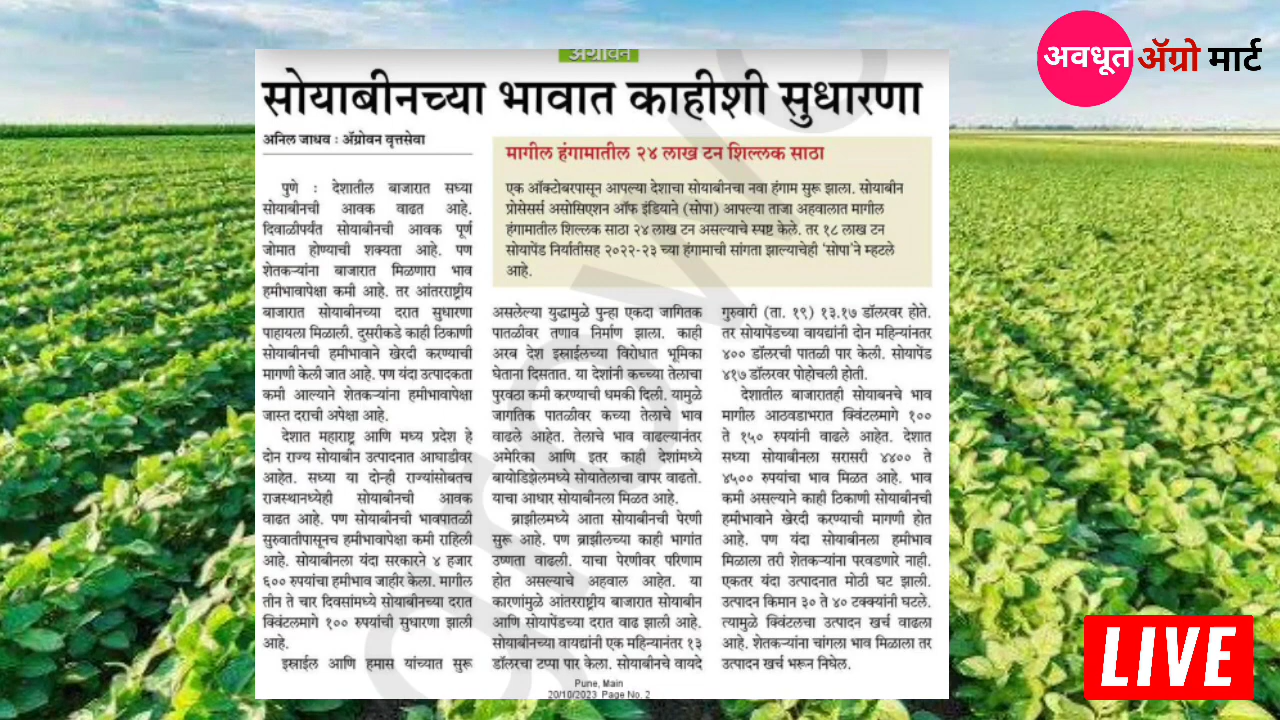 अवधूत ॲग्रो मार्ट
अॅग्रोवन
सोयाबीनच्या भावात काहीशी सुधारणा
अनिल जाधव : ॲग्रोवन वृत्तसेवा
पुणे : देशातील बाजारात सध्या
सोयाबीनची आवक वाढत आहे.
दिवाळीपर्यंत सोयाबीनची आवक पूर्ण
जोमात होण्याची शक्यता आहे. पण
शेतकऱ्यांना बाजारात मिळणारा भाव
हमीभावापेक्षा कमी आहे. तर आंतरराष्ट्रीय
बाजारात सोयाबीनच्या दरात सुधारणा
पाहायला मिळाली. दुसरीकडे काही ठिकाणी
सोयाबीनची हमीभावाने खेरदी करण्याची
मागणी केली जात आहे. पण यंदा उत्पादकता
कमी आल्याने शेतकऱ्यांना हमीभावापेक्षा
जास्त दराची अपेक्षा आहे.
देशात महाराष्ट्र आणि मध्य प्रदेश हे
दोन राज्य सोयाबीन उत्पादनात आघाडीवर
आहेत. सध्या या दोन्ही राज्यांसोबतच
राजस्थानध्येही सोयाबीनची आवक
वाढत आहे. पण सोयाबीनची भावपातळी
सुरुवातीपासूनच हमीभावापेक्षा कमी राहिली
आहे. सोयाबीनला यंदा सरकारने ४ हजार
६०० रुपयांचा हमीभाव जाहीर केला. मागील
तीन ते चार दिवसांमध्ये सोयाबीनच्या दरात
क्विंटलमागे १०० रुपयांची सुधारणा झाली
आहे.
इस्राईल आणि हमास यांच्यात सुरू
मागील हंगामातील २४ लाख टन शिल्लक साठा
एक ऑक्टोबरपासून आपल्या देशाचा सोयाबीनचा नवा हंगाम सुरू झाला. सोयाबीन
प्रोसेसर्स असोसिएशन ऑफ इंडियाने (सोपा) आपल्या ताजा अहवालात मागील
हंगामातील शिल्लक साठा २४ लाख टन असल्याचे स्पष्ट केले. तर १८ लाख टन
सोयापेंड निर्यातीसह २०२२-२३ च्या हंगामाची सांगता झाल्याचेही 'सोपा'ने म्हटले
आहे.
असलेल्या युद्धामुळे पुन्हा एकदा जागितक
पातळीवर तणाव निर्माण झाला. काही
अरब देश इस्राईलच्या विरोधात भूमिका
घेताना दिसतात. या देशांनी कच्च्या तेलाचा
पुरवठा कमी करण्याची धमकी दिली. यामुळे
जागतिक पातळीवर कच्या तेलाचे भाव
वाढले आहेत. तेलाचे भाव वाढल्यानंतर
अमेरिका आणि इतर काही देशांमध्ये
बायोडिझेलमध्ये सोयातेलाचा वापर वाढतो.
याचा आधार सोयाबीनला मिळत आहे.
ब्राझीलमध्ये आता सोयाबीनची पेरणी
सुरू आहे. पण ब्राझीलच्या काही भागांत
उष्णता वाढली. याचा पेरणीवर परिणाम
होत असल्याचे अहवाल आहेत. या
कारणांमुळे आंतरराष्ट्रीय बाजारात सोयाबीन
आणि सोयापेंडच्या दरात वाढ झाली आहे.
सोयाबीनच्या वायद्यांनी एक महिन्यानंतर १३
डॉलरचा टप्पा पार केला. सोयाबीनचे वायदे
गुरुवारी (ता. १९) १३.१७ डॉलरवर होते.
तर सोयापेंडच्या वायद्यांनी दोन महिन्यांनतर
४०० डॉलरची पातळी पार केली. सोयापेंड
४१७ डॉलरवर पोहोचली होती.
देशातील बाजारातही सोयाबनचे भाव
मागील आठवडाभरात क्विंटलमागे १००
ते १५० रुपयांनी वाढले आहेत. देशात
सध्या सोयाबीनला सरासरी ४४०० ते
४५०० रुपयांचा भाव मिळत आहे. भाव
कमी असल्याने काही ठिकाणी सोयाबीनची
हमीभावाने खेरदी करण्याची मागणी होत
आहे. पण यंदा सोयाबीनला हमीभाव
मिळाला तरी शेतकऱ्यांना परवडणारे नाही.
एकतर यंदा उत्पादनात मोठी घट झाली.
उत्पादन किमान ३० ते ४० टक्क्यांनी घटले.
त्यामुळे क्विंटलचा उत्पादन खर्च वाढला
आहे. शेतकऱ्यांना चांगला भाव मिळाला तर
उत्पादन खर्च भरून निघेल.
Pune, Main
20/10/2023 Page No. 2
LIVE